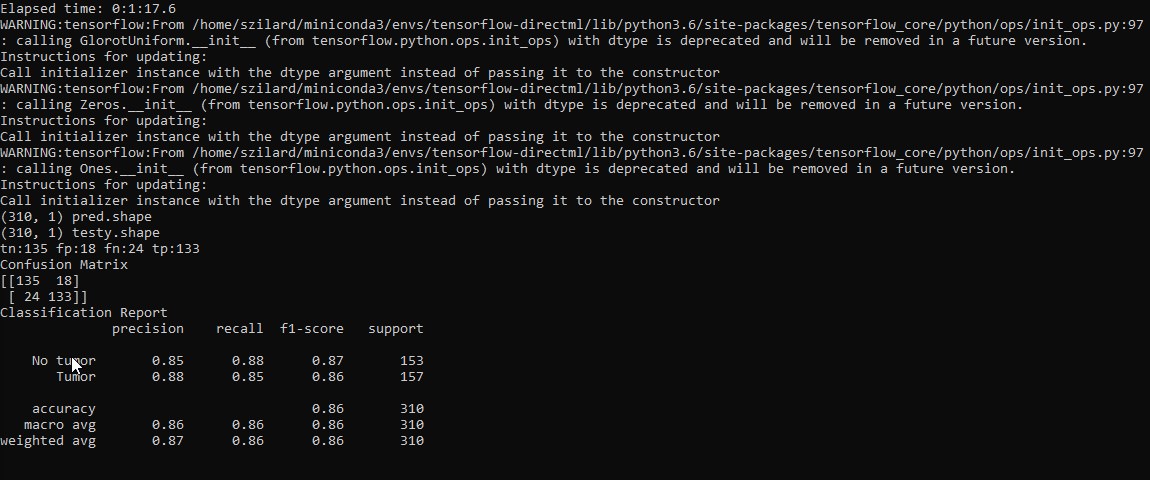 Elapsed time: 0:1:17.6
WARNING:tensorflow:From /home/szilard/miniconda3/envs/tensorflow-directml/lib/python3.6/site-packages/tensorflow_core/python/ops/init_ops.py:97
: calling GlorotUniform.__init__ (from tensorflow.python.ops.init_ops) with dtype is deprecated and will be removed in a future version.
Instructions for updating:
Call initializer instance with the dtype argument instead of passing it to the constructor
WARNING:tensorflow:From /home/szilard/miniconda3/envs/tensorflow-directml/lib/python3.6/site-packages/tensorflow_core/python/ops/init_ops.py:97
: calling Zeros.__init__ (from tensorflow.python.ops.init_ops) with dtype is deprecated and will be removed in a future version.
Instructions for updating:
Call initializer instance with the dtype argument instead of passing it to the constructor
WARNING:tensorflow:From /home/szilard/miniconda3/envs/tensorflow-directml/lib/python3.6/site-packages/tensorflow_core/python/ops/init_ops.py:97
: calling Ones.__init__ (from tensorflow.python.ops.init_ops) with dtype is deprecated and will be removed in a future version.
Instructions for updating:
Call initializer instance with the dtype argument instead of passing it to the constructor
(310, 1) pred.shape
(310, 1) testy.shape
tn:135 fp:18 fn:24 tp:133
Confusion Matrix
[[135  18]
 [ 24 133]]
Classification Report
              precision    recall  f1-score   support

    No tumor       0.85      0.88      0.87       153
       Tumor       0.88      0.85      0.86       157

    accuracy                           0.86       310
   macro avg       0.86      0.86      0.86       310
weighted avg       0.87      0.86      0.86       310